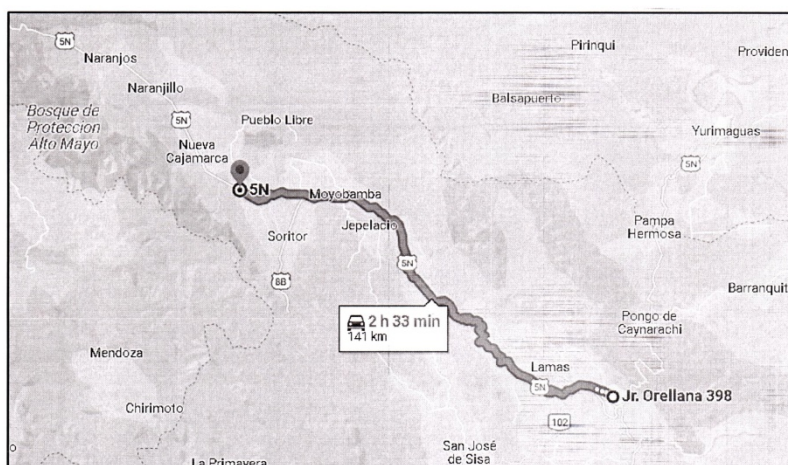 5N
Naranjos
Naranjillo
Bosque de
Protección
Alto Mayo
5N
Nueva
Cajamarca
Pueblo Libre
Pirinqui
Balsapuerto
Yurimaguas
5N
5N
Moyobamba
Jepelacio
Soritor
8B
5N
Pampa
Hermosa
Barranquit
Pongo de
Caynarachi
2 h 33 min
141 km
Mendoza
Chirimoto
Lamas
5N
Jr. Orellana 398
102
San José
de Sisa
La Primavera
o